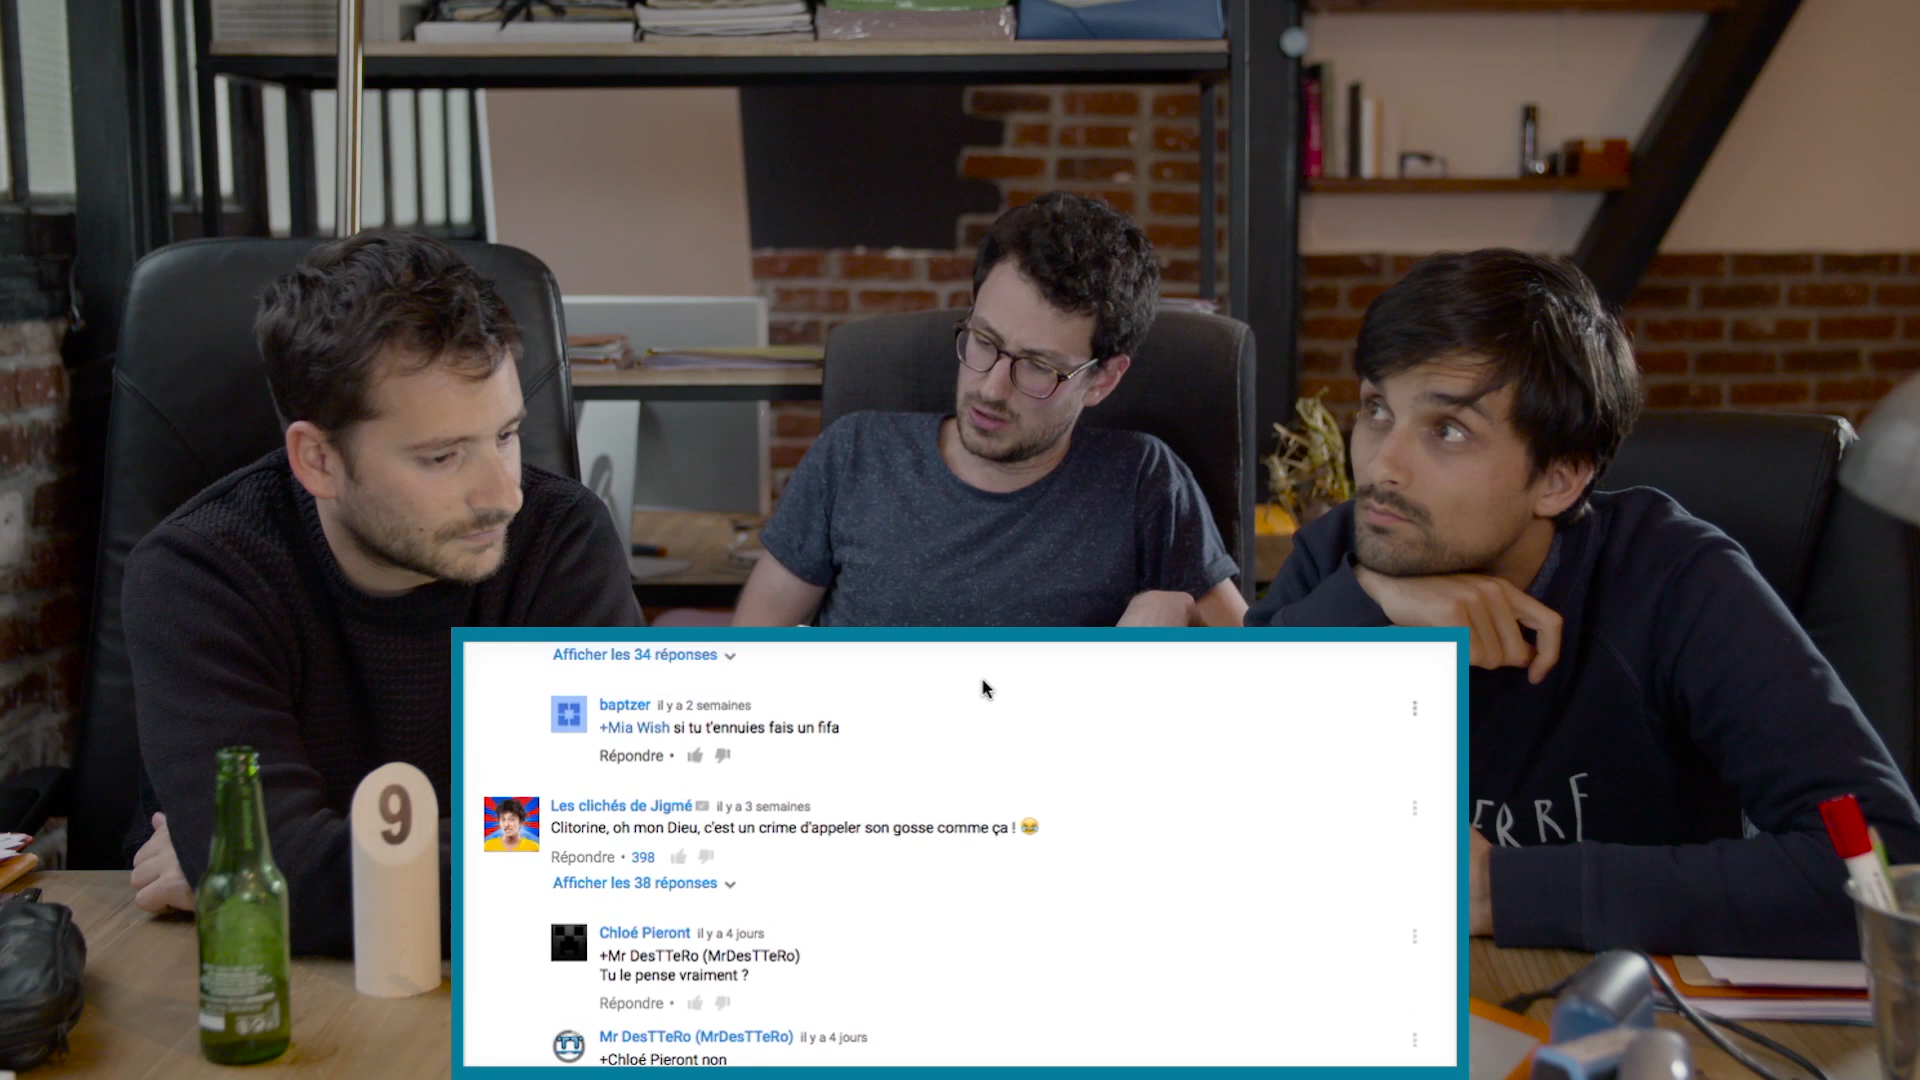 Afficher les 34 réponses
baptzer il y a 2 semaines
+Mia Wish si tu t'ennuies fais un fifa
Répondre •
Les clichés de Jigmé il y a 3 semaines
Clitorine, oh mon Dieu, c'est un crime d'appeler son gosse comme ça ! 😂
Répondre • 398
Afficher les 38 réponses
Chloé Pieront il y a 4 jours
+Mr DesTTeRo (MrDesTTeRo)
Tu le pense vraiment ?
Répondre •
Mr DesTTeRo (MrDesTTeRo) il y a 4 jours
+Chloé Pieront non
9